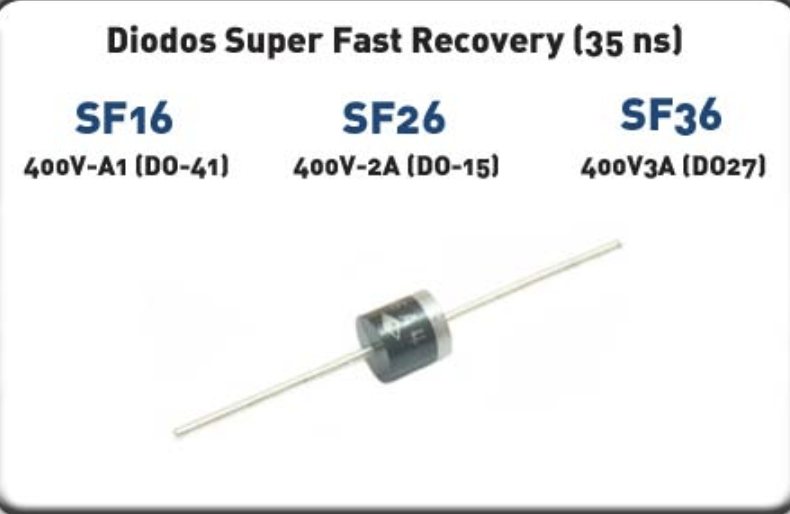 Diodos Super Fast Recovery (35 ns)
SF16 SF26 SF36
400V-A1 (DO-41) 400V-2A (DO-15) 400V3A (DO27)